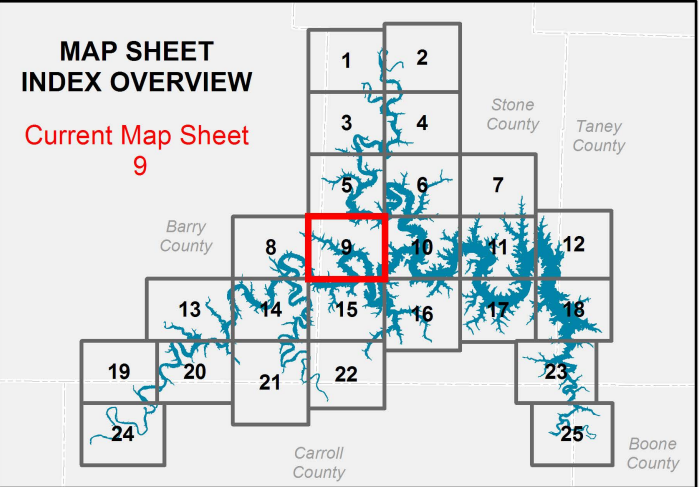 MAP SHEET
INDEX OVERVIEW
Current Map Sheet
9
1
2
3
4
Stone
County
Taney
County
5
6
7
Barry
County
8
9
10
11
12
13
14
15
16
17
18
19
20
21
22
23
24
25
Carroll
County
Boone
County